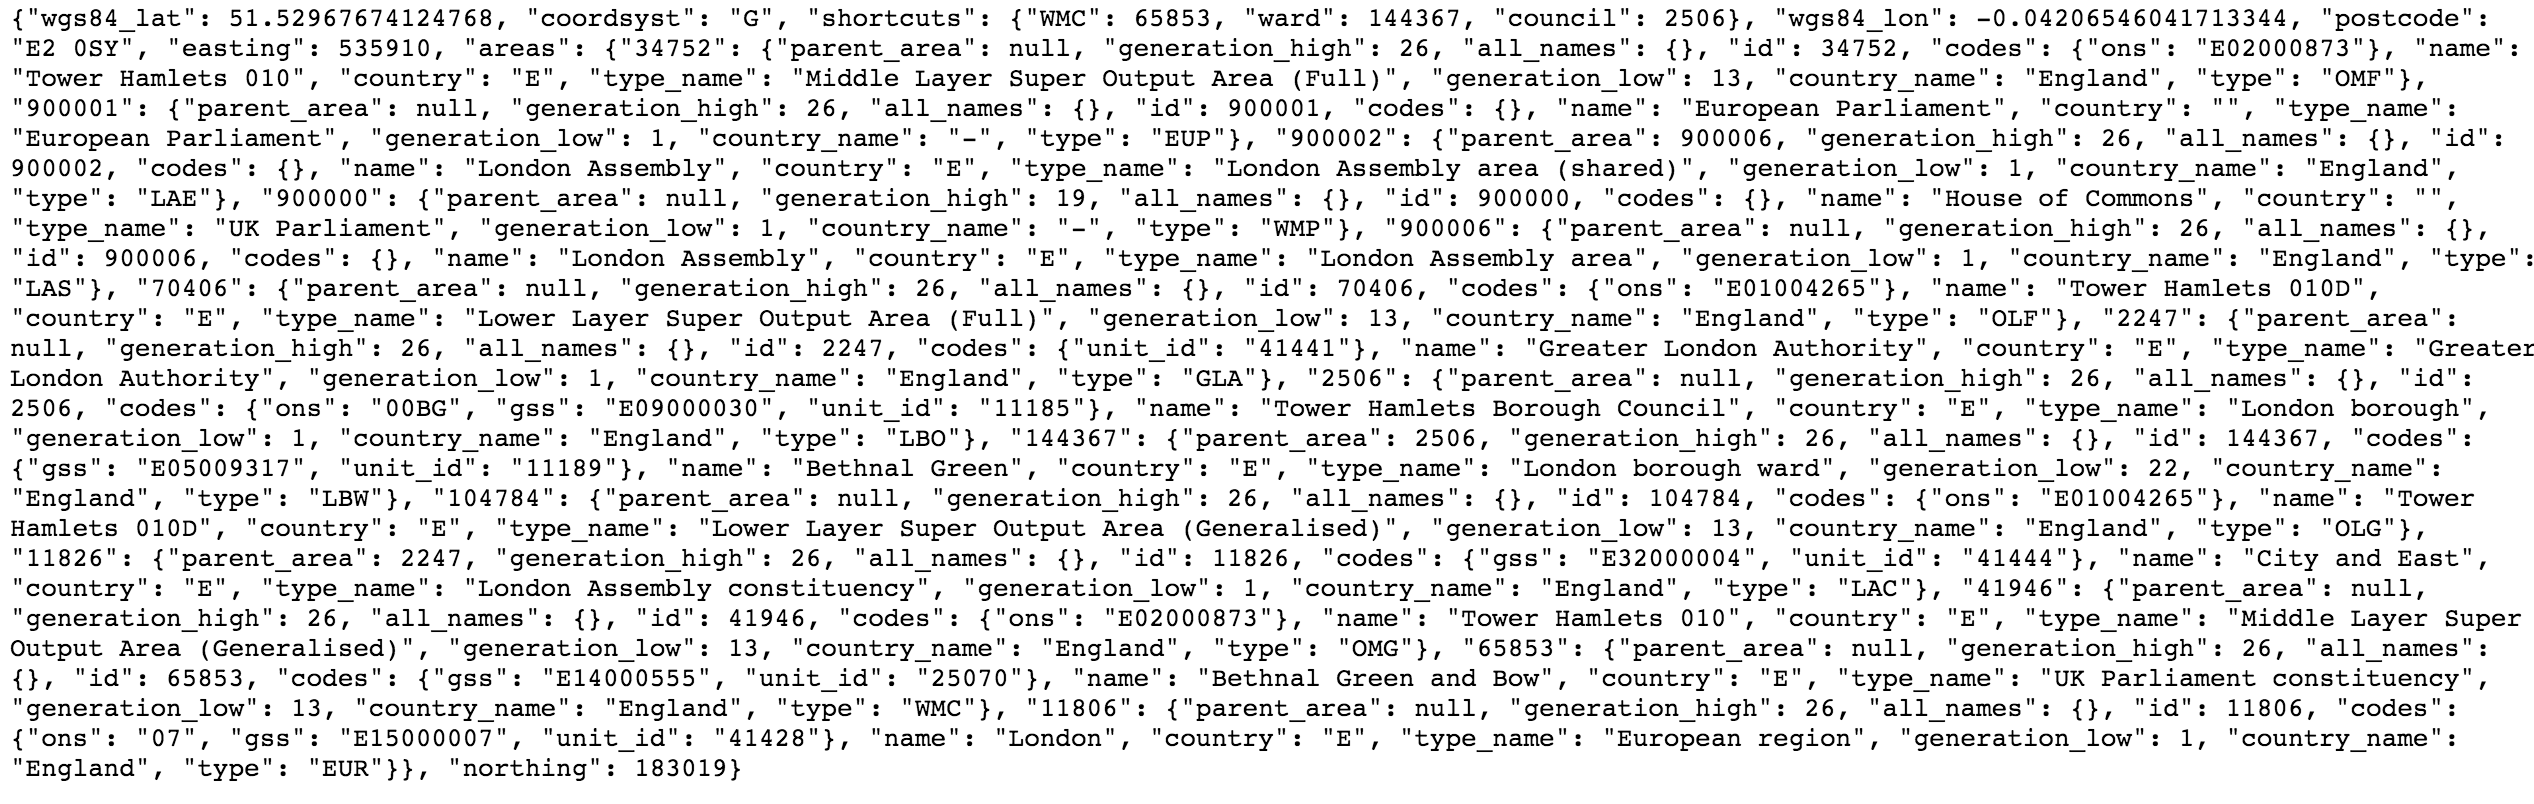 {"wgs84_lat": 51.52967674124768, "coordsyst": "G", "shortcuts": {"WMC": 65853, "ward": 144367, "council": 2506}, "wgs84_lon": -0.04206546041713344, "postcode":
"E2 0SY", "easting": 535910, "areas": {"34752": {"parent_area": null, "generation_high": 26, "all_names": {}, "id": 34752, "codes": {"ons": "E02000873"}, "name":
"Tower Hamlets 010", "country": "E", "type_name": "Middle Layer Super Output Area (Full)", "generation_low": 13, "country_name": "England", "type": "OMF"},
"900001": {"parent_area": null, "generation_high": 26, "all_names": {}, "id": 900001, "codes": {}, "name": "European Parliament", "country": "", "type_name":
"European Parliament", "generation_low": 1, "country_name": "-", "type": "EUP"}, "900002": {"parent_area": 900006, "generation_high": 26, "all_names": {}, "id":
900002, "codes": {}, "name": "London Assembly", "country": "E", "type_name": "London Assembly area (shared)", "generation_low": 1, "country_name": "England",
"type": "LAE"}, "900000": {"parent_area": null, "generation_high": 19, "all_names": {}, "id": 900000, "codes": {}, "name": "House of Commons", "country": "",
"type_name": "UK Parliament", "generation_low": 1, "country_name": "-", "type": "WMP"}, "900006": {"parent_area": null, "generation_high": 26, "all_names": {},
"id": 900006, "codes": {}, "name": "London Assembly", "country": "E", "type_name": "London Assembly area", "generation_low": 1, "country_name": "England", "type":
"LAS"}, "70406": {"parent_area": null, "generation_high": 26, "all_names": {}, "id": 70406, "codes": {"ons": "E01004265"}, "name": "Tower Hamlets 010D",
"country": "E", "type_name": "Lower Layer Super Output Area (Full)", "generation_low": 13, "country_name": "England", "type": "OLF"}, "2247": {"parent_area":
null, "generation_high": 26, "all_names": {}, "id": 2247, "codes": {"unit_id": "41441"}, "name": "Greater London Authority", "country": "E", "type_name": "Greater
London Authority", "generation_low": 1, "country_name": "England", "type": "GLA"}, "2506": {"parent_area": null, "generation_high": 26, "all_names": {}, "id":
2506, "codes": {"ons": "00BG", "gss": "E09000030", "unit_id": "11185"}, "name": "Tower Hamlets Borough Council", "country": "E", "type_name": "London borough",
"generation_low": 1, "country_name": "England", "type": "LBO"}, "144367": {"parent_area": 2506, "generation_high": 26, "all_names": {}, "id": 144367, "codes":
{"gss": "E05009317", "unit_id": "11189"}, "name": "Bethnal Green", "country": "E", "type_name": "London borough ward", "generation_low": 22, "country_name":
"England", "type": "LBW"}, "104784": {"parent_area": null, "generation_high": 26, "all_names": {}, "id": 104784, "codes": {"ons": "E01004265"}, "name": "Tower
Hamlets 010D", "country": "E", "type_name": "Lower Layer Super Output Area (Generalised)", "generation_low": 13, "country_name": "England", "type": "OLG"},
"11826": {"parent_area": 2247, "generation_high": 26, "all_names": {}, "id": 11826, "codes": {"gss": "E32000004", "unit_id": "41444"}, "name": "City and East",
"country": "E", "type_name": "London Assembly constituency", "generation_low": 1, "country_name": "England", "type": "LAC"}, "41946": {"parent_area": null,
"generation_high": 26, "all_names": {}, "id": 41946, "codes": {"ons": "E02000873"}, "name": "Tower Hamlets 010", "country": "E", "type_name": "Middle Layer Super
Output Area (Generalised)", "generation_low": 13, "country_name": "England", "type": "OMG"}, "65853": {"parent_area": null, "generation_high": 26, "all_names":
{}, "id": 65853, "codes": {"gss": "E14000555", "unit_id": "25070"}, "name": "Bethnal Green and Bow", "country": "E", "type_name": "UK Parliament constituency",
"generation_low": 13, "country_name": "England", "type": "WMC"}, "11806": {"parent_area": null, "generation_high": 26, "all_names": {}, "id": 11806, "codes":
{"ons": "07", "gss": "E15000007", "unit_id": "41428"}, "name": "London", "country": "E", "type_name": "European region", "generation_low": 1, "country_name":
"England", "type": "EUR"}}, "northing": 183019}